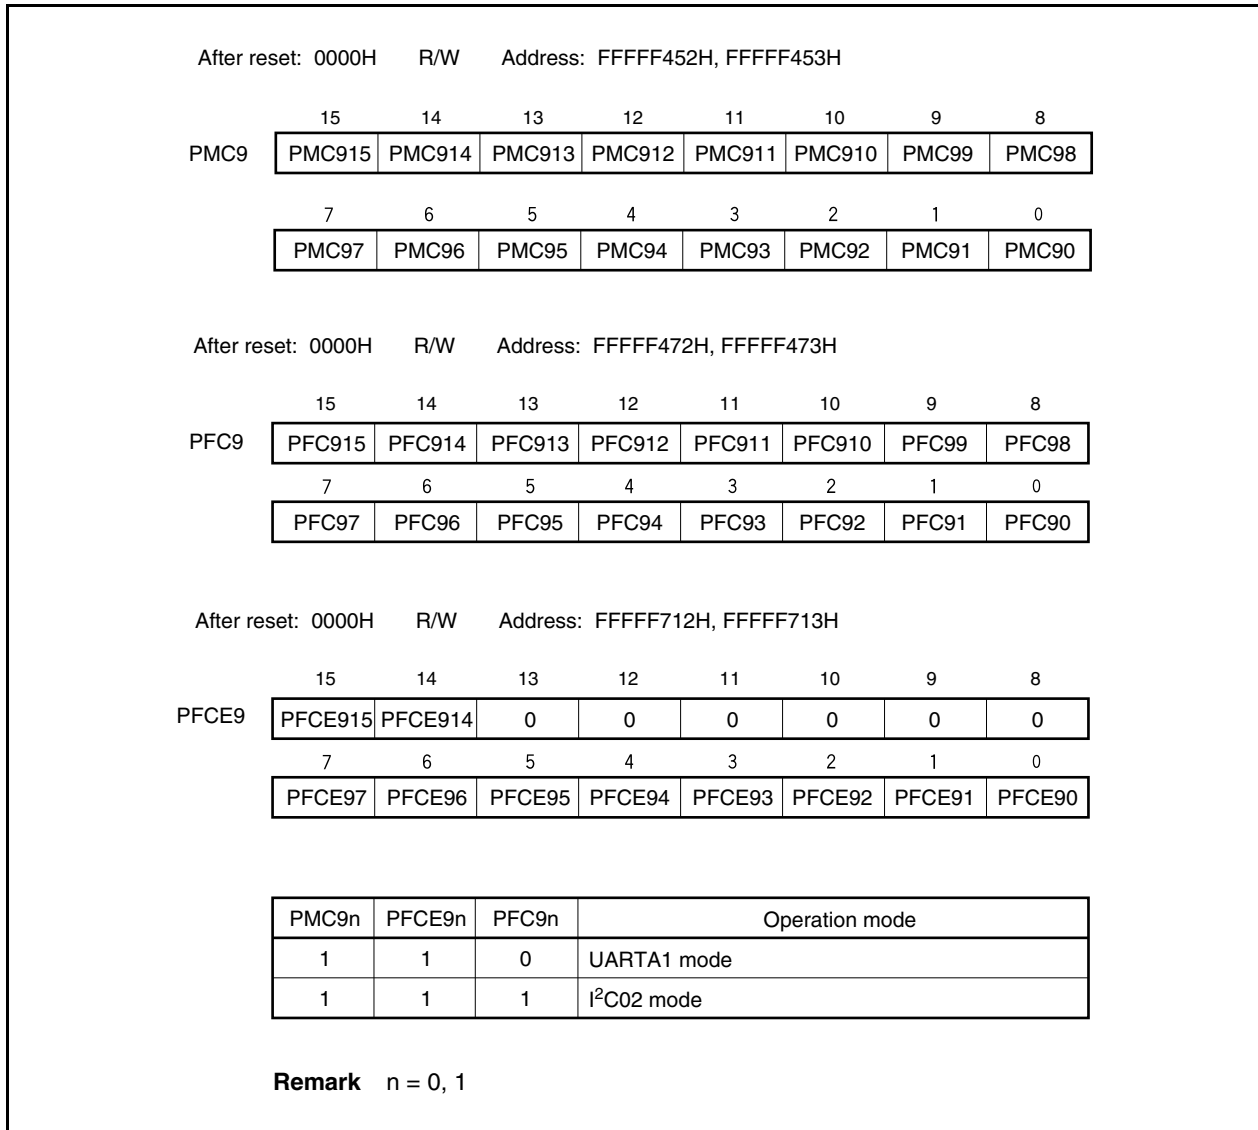 After reset: 0000H R/W Address: FFFFF452H, FFFFF453H
15 14 13 12 11 10 9 8
PMC9 PMC915 PMC914 PMC913 PMC912 PMC911 PMC910 PMC99 PMC98
7 6 5 4 3 2 1 0
PMC97 PMC96 PMC95 PMC94 PMC93 PMC92 PMC91 PMC90
After reset: 0000H R/W Address: FFFFF472H, FFFFF473H
15 14 13 12 11 10 9 8
PFC9 PFC915 PFC914 PFC913 PFC912 PFC911 PFC910 PFC99 PFC98
7 6 5 4 3 2 1 0
PFC97 PFC96 PFC95 PFC94 PFC93 PFC92 PFC91 PFC90
After reset: 0000H R/W Address: FFFFF712H, FFFFF713H
15 14 13 12 11 10 9 8
PFCE9 PFCE915 PFCE914 0 0 0 0 0 0
7 6 5 4 3 2 1 0
PFCE97 PFCE96 PFCE95 PFCE94 PFCE93 PFCE92 PFCE91 PFCE90
PMC9n PFCE9n PFC9n Operation mode
1 1 0 UARTA1 mode
1 1 1 I²C02 mode
Remark n = 0, 1